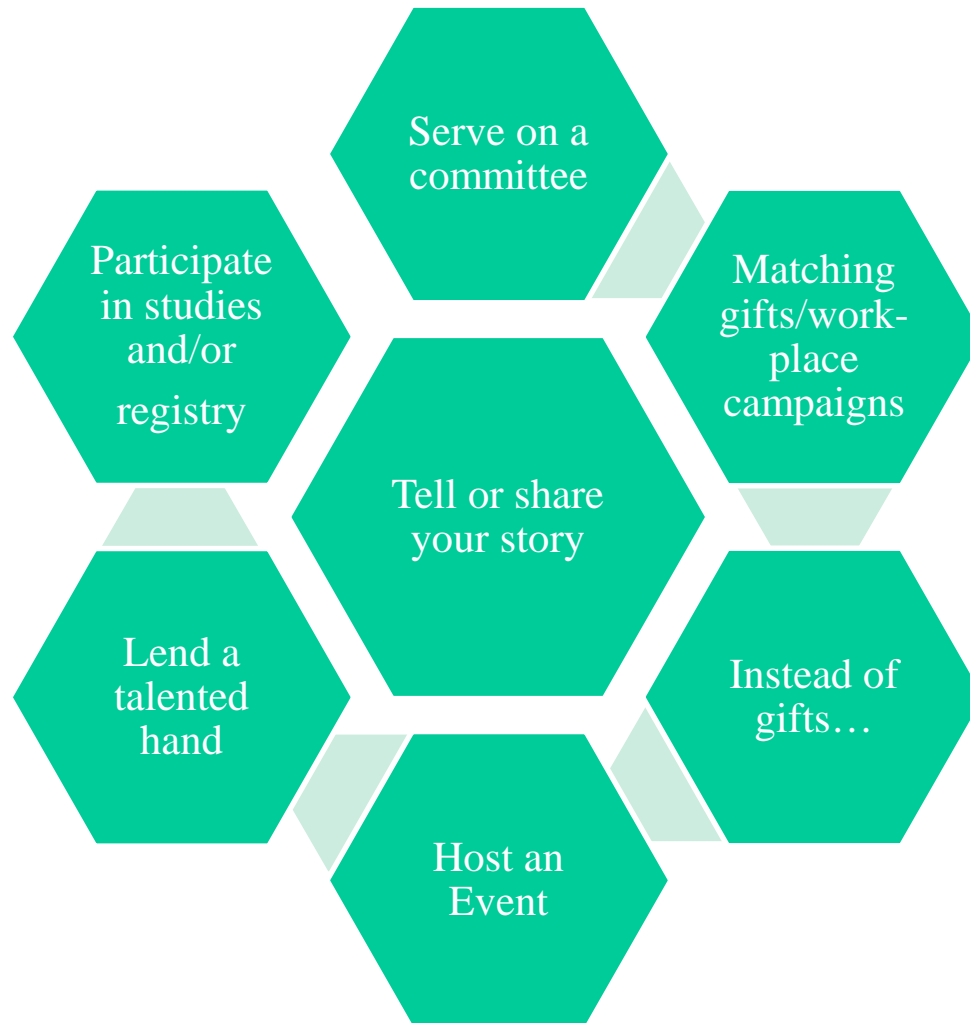 Serve on a
committee
Participate
in studies
and/or
registry
Matching
gifts/work-
place
campaigns
Tell or share
your story
Lend a
talented
hand
Instead of
gifts…
Host an
Event